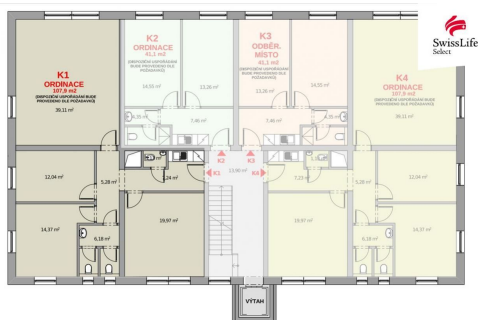 SwissLife
Select
K1
ORDINACE
107,9 m2
(DISPOZIČNÍ USPOŘÁDÁNÍ BUDE
PROVEDENO DLE POŽADAVKŮ)
39,11 m²
K2
ORDINACE
41,1 m2
(DISPOZIČNÍ USPOŘÁDÁNÍ
BUDE PROVEDENO DLE
POŽADAVKŮ)
14,55 m²
13,26 m²
7,46 m²
K3
ODBĚR.
MÍSTO
41,1 m2
(DISPOZIČNÍ USPOŘÁDÁNÍ
BUDE PROVEDENO DLE
POŽADAVKŮ)
13,26 m²
14,55 m²
7,46 m²
K4
ORDINACE
107,9 m2
(DISPOZIČNÍ USPOŘÁDÁNÍ BUDE
PROVEDENO DLE POŽADAVKŮ)
39,11 m²
K2
K3
K1
13,90 m²
K4
12,04 m²
5,28 m²
7,23 m²
5,28 m²
12,04 m²
14,37 m²
6,18 m²
19,97 m²
19,97 m²
6,18 m²
14,37 m²
VÝTAH